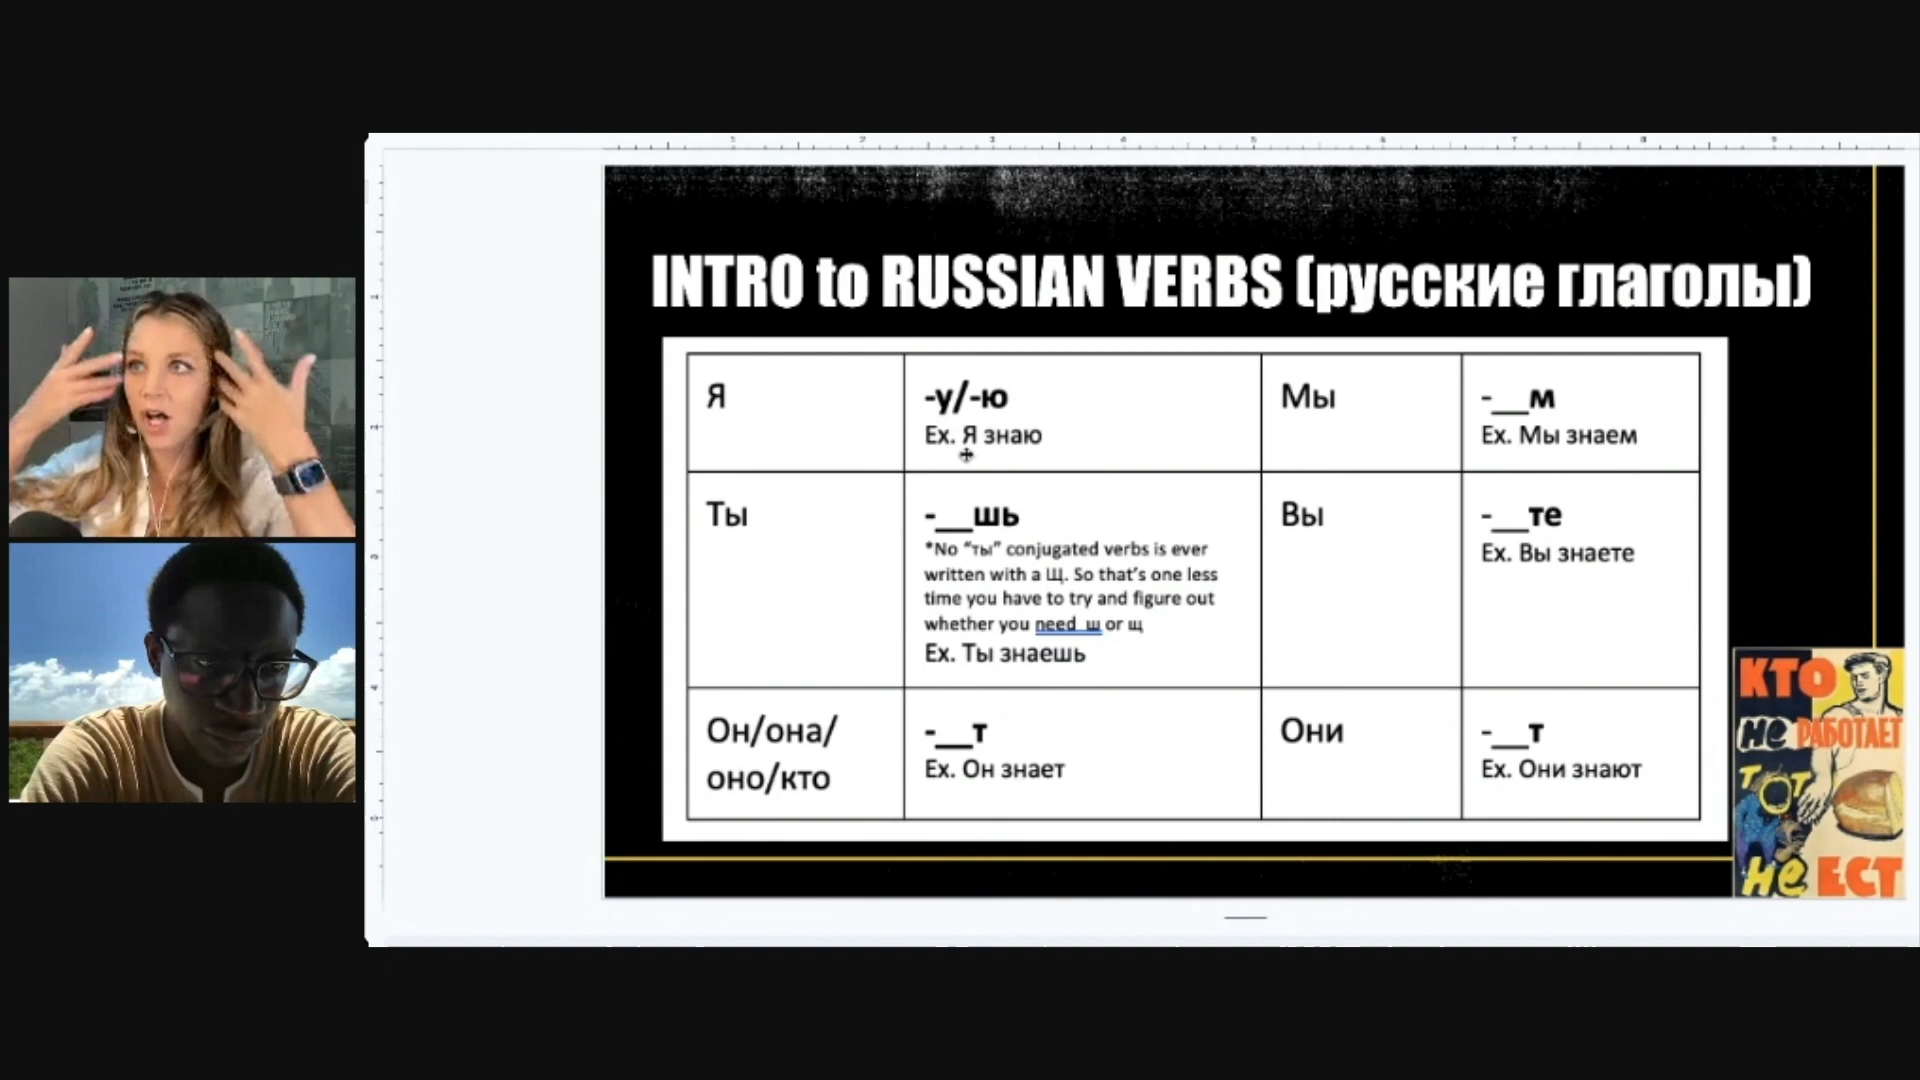 INTRO to RUSSIAN VERBS (русские глаголы)
Я
-у/-ю
Ex. Я знаю
Мы
-__м
Ex. Мы знаем
Ты
-__шь
*No “ты” conjugated verbs is ever
written with a Щ. So that’s one less
time you have to try and figure out
whether you need ш or щ
Ex. Ты знаешь
Вы
-__те
Ex. Вы знаете
Он/она/
оно/кто
-__т
Ex. Он знает
Они
-__т
Ex. Они знают
КТО
не РАБОТАЕТ
ТОТ
не ЕСТ